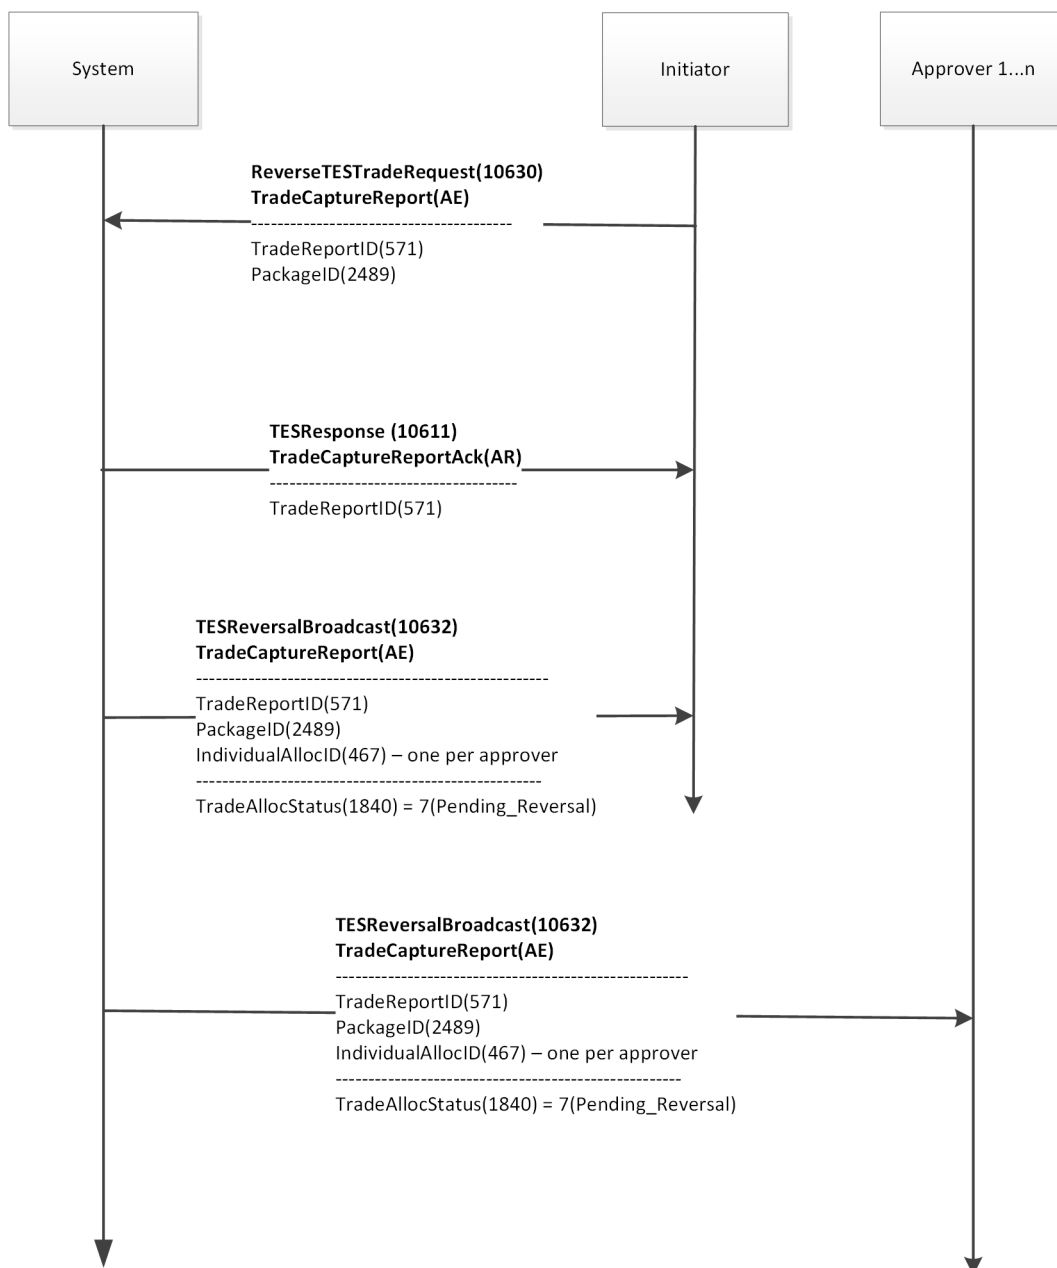 System
Initiator
Approver 1...n
ReverseTESTradeRequest(10630)
TradeCaptureReport(AE)
----------------------------------------
TradeReportID(571)
PackageID(2489)
TESResponse (10611)
TradeCaptureReportAck(AR)
--------------------------------------
TradeReportID(571)
TESReversalBroadcast(10632)
TradeCaptureReport(AE)
------------------------------------------------------
TradeReportID(571)
PackageID(2489)
IndividualAllocID(467) – one per approver
-----------------------------------------------------
TradeAllocStatus(1840) = 7(Pending_Reversal)
TESReversalBroadcast(10632)
TradeCaptureReport(AE)
------------------------------------------------------
TradeReportID(571)
PackageID(2489)
IndividualAllocID(467) – one per approver
-----------------------------------------------------
TradeAllocStatus(1840) = 7(Pending_Reversal)